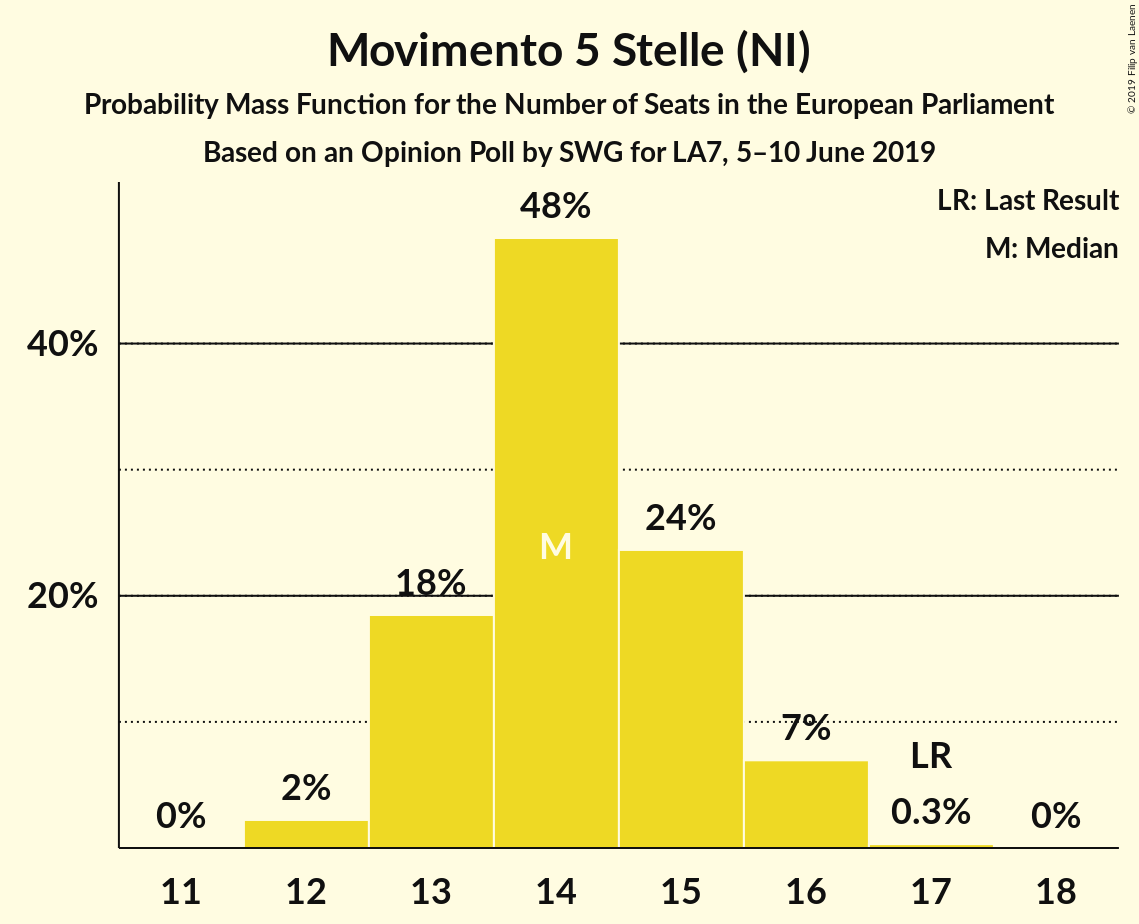 Movimento 5 Stelle (NI)
Probability Mass Function for the Number of Seats in the European Parliament
Based on an Opinion Poll by SWG for LA7, 5–10 June 2019
© 2019 Filip van Laenen
LR: Last Result
M: Median
48%
40%
24%
M
18%
20%
7%
LR
2%
0%
0.3%
0%
11 12 13 14 15 16 17 18